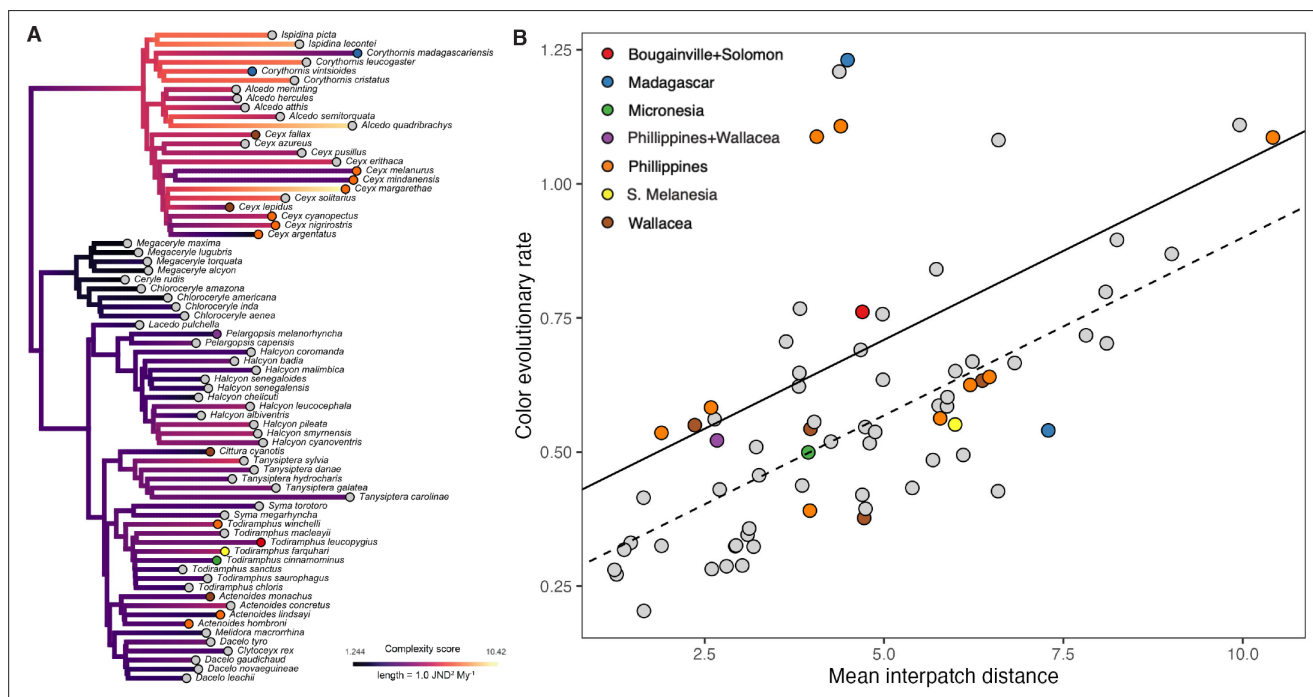 A
Ispidina picta
Ispidina lecontei
Corythornis madagascariensis
Corythornis leucogaster
Corythornis vintsioides
Corythornis cristatus
Alcedo meninting
Alcedo hercules
Alcedo atthis
Alcedo semitorquata
Alcedo quadribrachys
Ceyx fallax
Ceyx azureus
Ceyx pusillus
Ceyx erithaca
Ceyx melanurus
Ceyx mindanensis
Ceyx margarethae
Ceyx solitarius
Ceyx lepidus
Ceyx cyanopectus
Ceyx nigrirostris
Ceyx argentatus
Megaceryle maxima
Megaceryle lugubris
Megaceryle torquata
Megaceryle alcyon
Ceryle rudis
Chloroceryle amazona
Chloroceryle americana
Chloroceryle inda
Chloroceryle aenea
Lacedo pulchella
Pelargopsis melanorhyncha
Pelargopsis capensis
Halcyon coromanda
Halcyon badia
Halcyon malimbica
Halcyon senegaloides
Halcyon senegalensis
Halcyon chelicuti
Halcyon leucocephala
Halcyon albiventris
Halcyon pileata
Halcyon smyrnensis
Halcyon cyanoventris
Cittura cyanotis
Tanysiptera sylvia
Tanysiptera danae
Tanysiptera hydrocharis
Tanysiptera galatea
Tanysiptera carolinae
Syma torotoro
Syma megarhyncha
Todiramphus winchelli
Todiramphus macleayii
Todiramphus leucopygius
Todiramphus farquhari
Todiramphus cinnamominus
Todiramphus sanctus
Todiramphus saurophagus
Todiramphus chloris
Actenoides monachus
Actenoides concretus
Actenoides lindsayi
Actenoides hombroni
Melidora macrorrhina
Dacelo tyro
Clytoceyx rex
Dacelo gaudichaud
Dacelo novaeguineae
Dacelo leachii
Complexity score
1.244 10.42
length = 1.0 JND² My⁻¹
B
Bougainville+Solomon
Madagascar
Micronesia
Phillippines+Wallacea
Phillippines
S. Melanesia
Wallacea
Color evolutionary rate
1.25
1.00
0.75
0.50
0.25
2.5 5.0 7.5 10.0
Mean interpatch distance